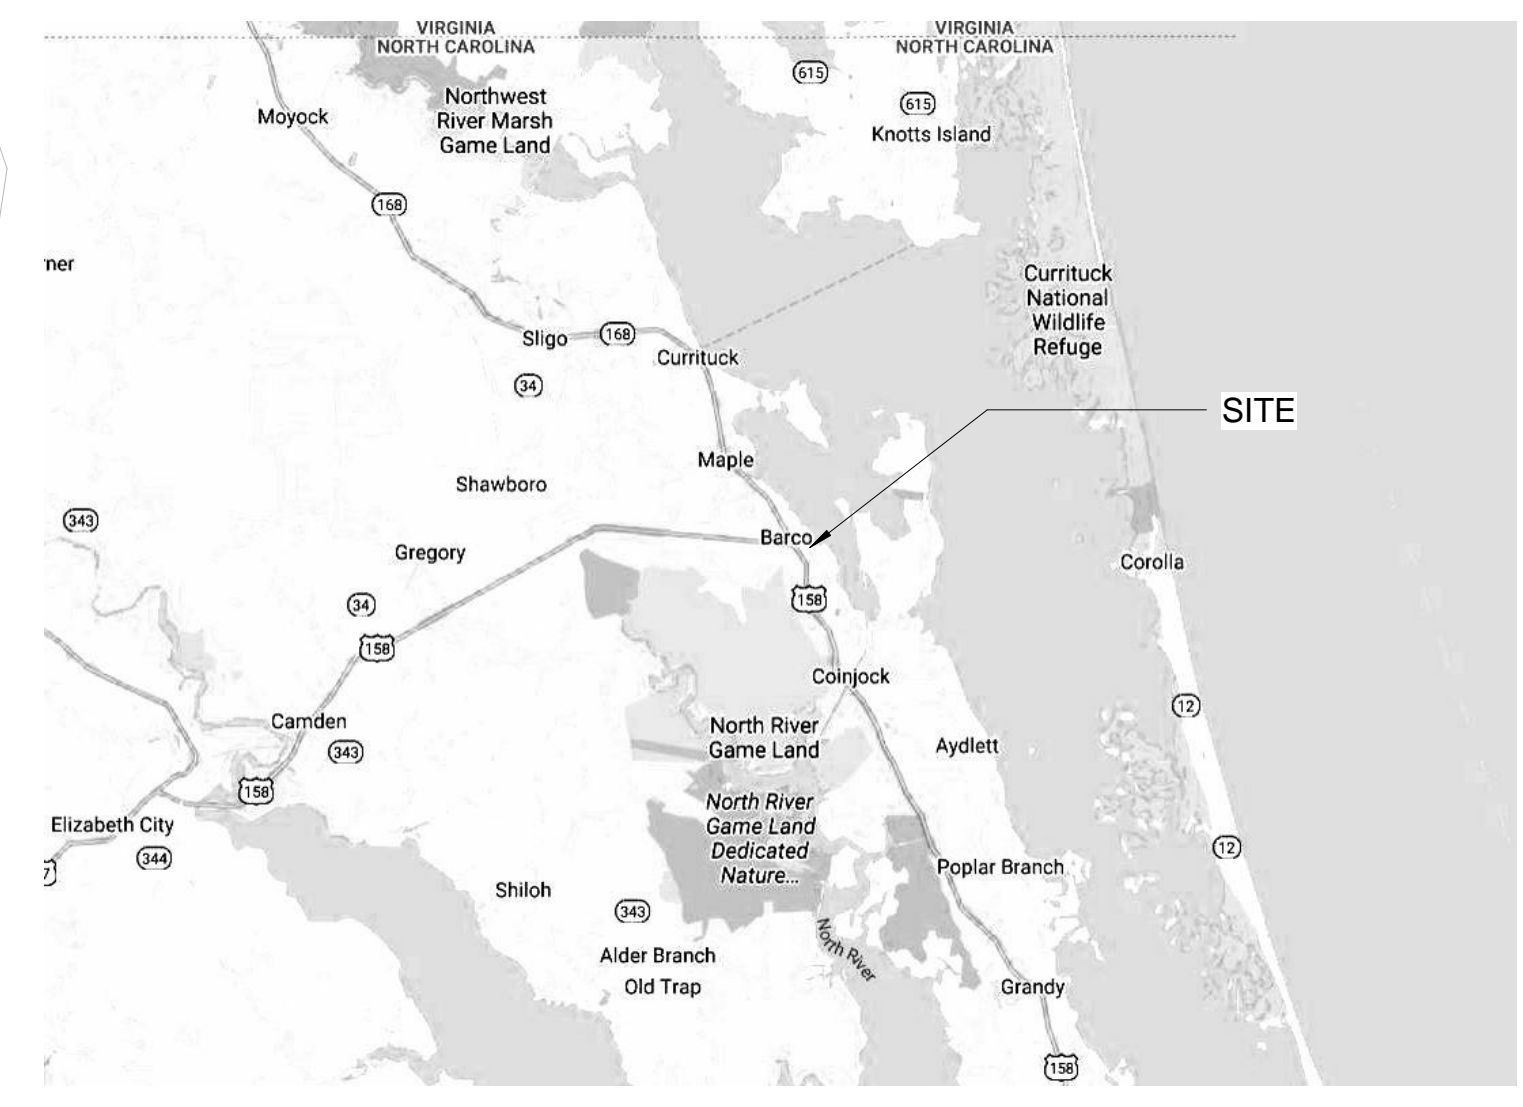 VIRGINIA
NORTH CAROLINA
VIRGINIA
NORTH CAROLINA
615
615
Knotts Island
Northwest
River Marsh
Game Land
Moyock
168
ner
Currituck
National
Wildlife
Refuge
Sligo
168
Currituck
34
SITE
Maple
Shawboro
343
Gregory
Barco
Corolla
34
158
158
Coinjock
12
Camden
343
North River
Game Land
Aydlett
158
North River
Game Land
Dedicated
Nature...
Elizabeth City
344
12
7
Poplar Branch
Shiloh
343
North River
Alder Branch
Old Trap
Grandy
158